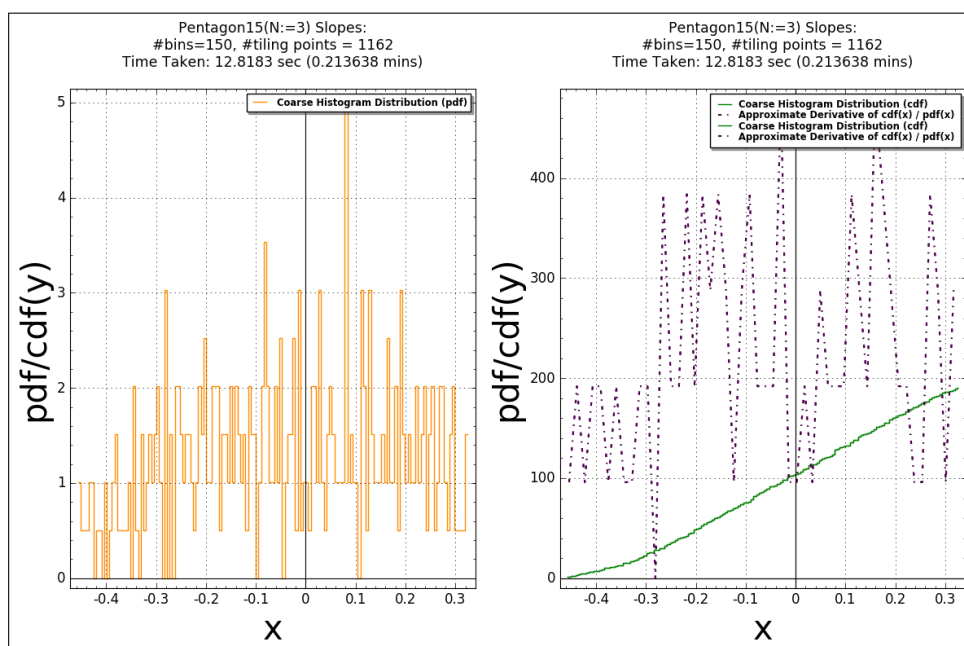 Pentagon15(N:=3) Slopes:
#bins=150, #tiling points = 1162
Time Taken: 12.8183 sec (0.213638 mins)
Coarse Histogram Distribution (pdf)
5
4
3
2
1
0
pdf/cdf(y)
-0.4 -0.3 -0.2 -0.1 0 0.1 0.2 0.3
x
Pentagon15(N:=3) Slopes:
#bins=150, #tiling points = 1162
Time Taken: 12.8183 sec (0.213638 mins)
Coarse Histogram Distribution (cdf)
Approximate Derivative of cdf(x) / pdf(x)
Coarse Histogram Distribution (cdf)
Approximate Derivative of cdf(x) / pdf(x)
400
300
200
100
0
pdf/cdf(y)
-0.4 -0.3 -0.2 -0.1 0 0.1 0.2 0.3
x